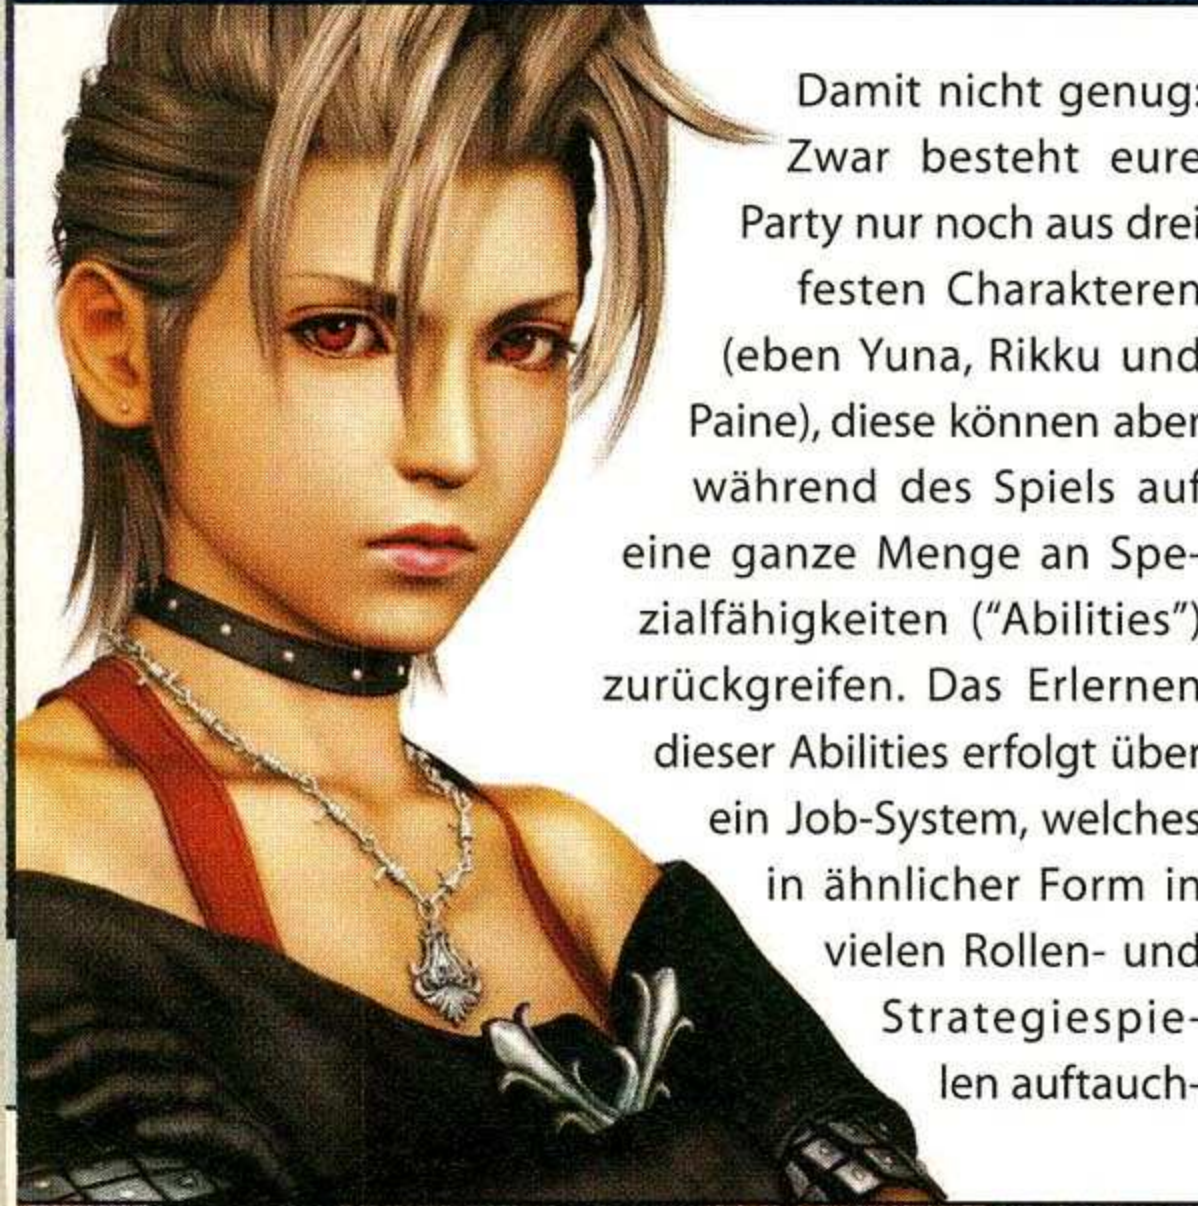 Damit nicht genug:
Zwar besteht eure
Party nur noch aus drei
festen Charakteren
(eben Yuna, Rikku und
Paine), diese können aber
während des Spiels auf
eine ganze Menge an Spe-
zialfähigkeiten (“Abilities”)
zurückgreifen. Das Erlernen
dieser Abilities erfolgt über
ein Job-System, welches
in ähnlicher Form in
vielen Rollen- und
Strategiespie-
len auftauch-